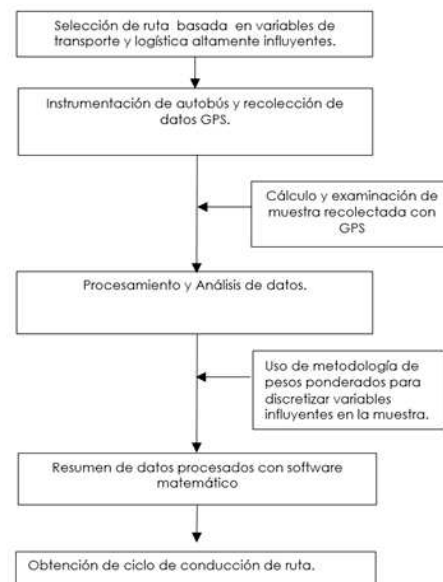 Selección de ruta basada en variables de
transporte y logística altamente influyentes.
Instrumentación de autobús y recolección de
datos GPS.
Cálculo y examinación de
muestra recolectada con
GPS
Procesamiento y Análisis de datos.
Uso de metodología de
pesos ponderados para
discretizar variables
influyentes en la muestra.
Resumen de datos procesados con software
matemático
Obtención de ciclo de conducción de ruta.